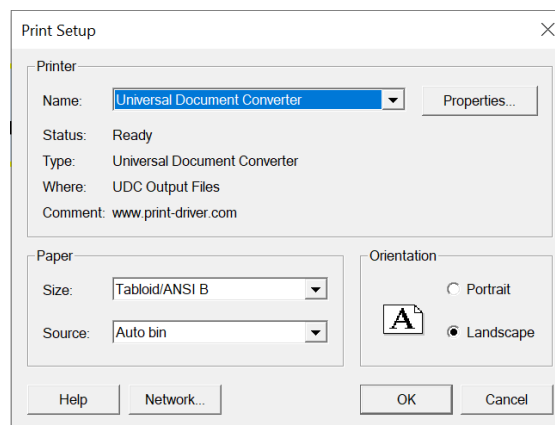 Print Setup
Printer
Name: Universal Document Converter Properties...
Status: Ready
Type: Universal Document Converter
Where: UDC Output Files
Comment: www.print-driver.com
Paper
Size: Tabloid/ANSI B
Source: Auto bin
Orientation
A
Portrait
Landscape
Help Network... OK Cancel